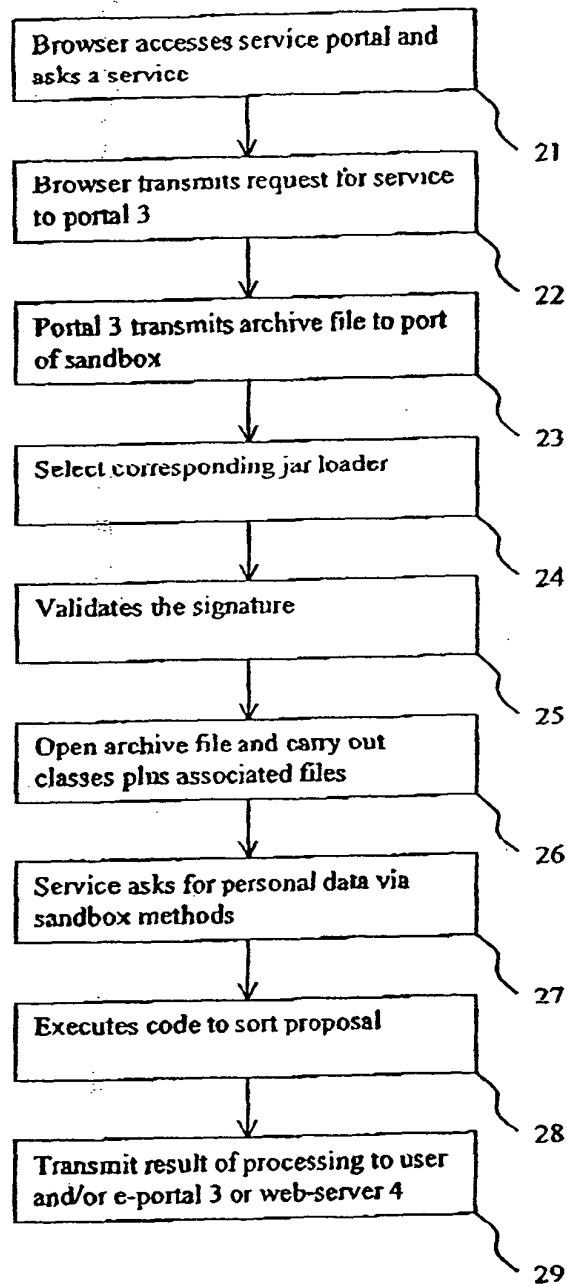 Browser accesses service portal and
asks a service
21
Browser transmits request for service
to portal 3
22
Portal 3 transmits archive file to port
of sandbox
23
Select corresponding jar loader
24
Validates the signature
25
Open archive file and carry out
classes plus associated files
26
Service asks for personal data via
sandbox methods
27
Executes code to sort proposal
28
Transmit result of processing to user
and/or e-portal 3 or web-server 4
29